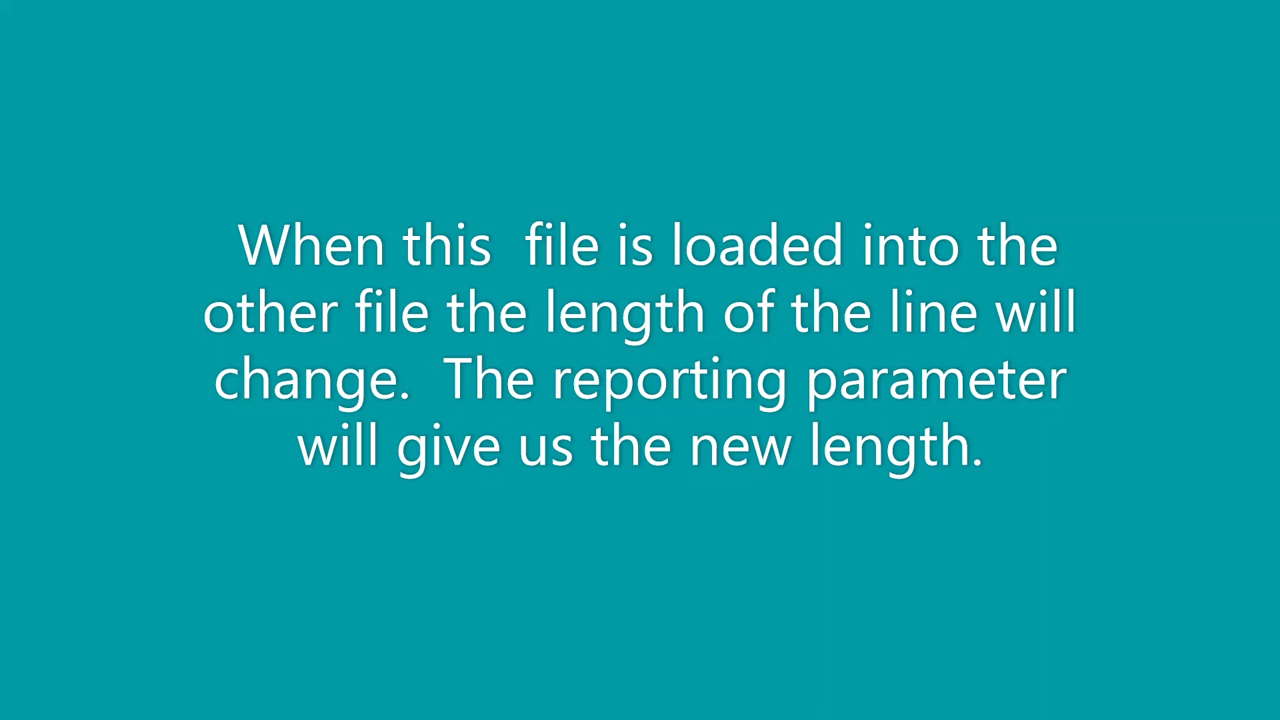 When this  file is loaded into the
other file the length of the line will
change.  The reporting parameter
will give us the new length.